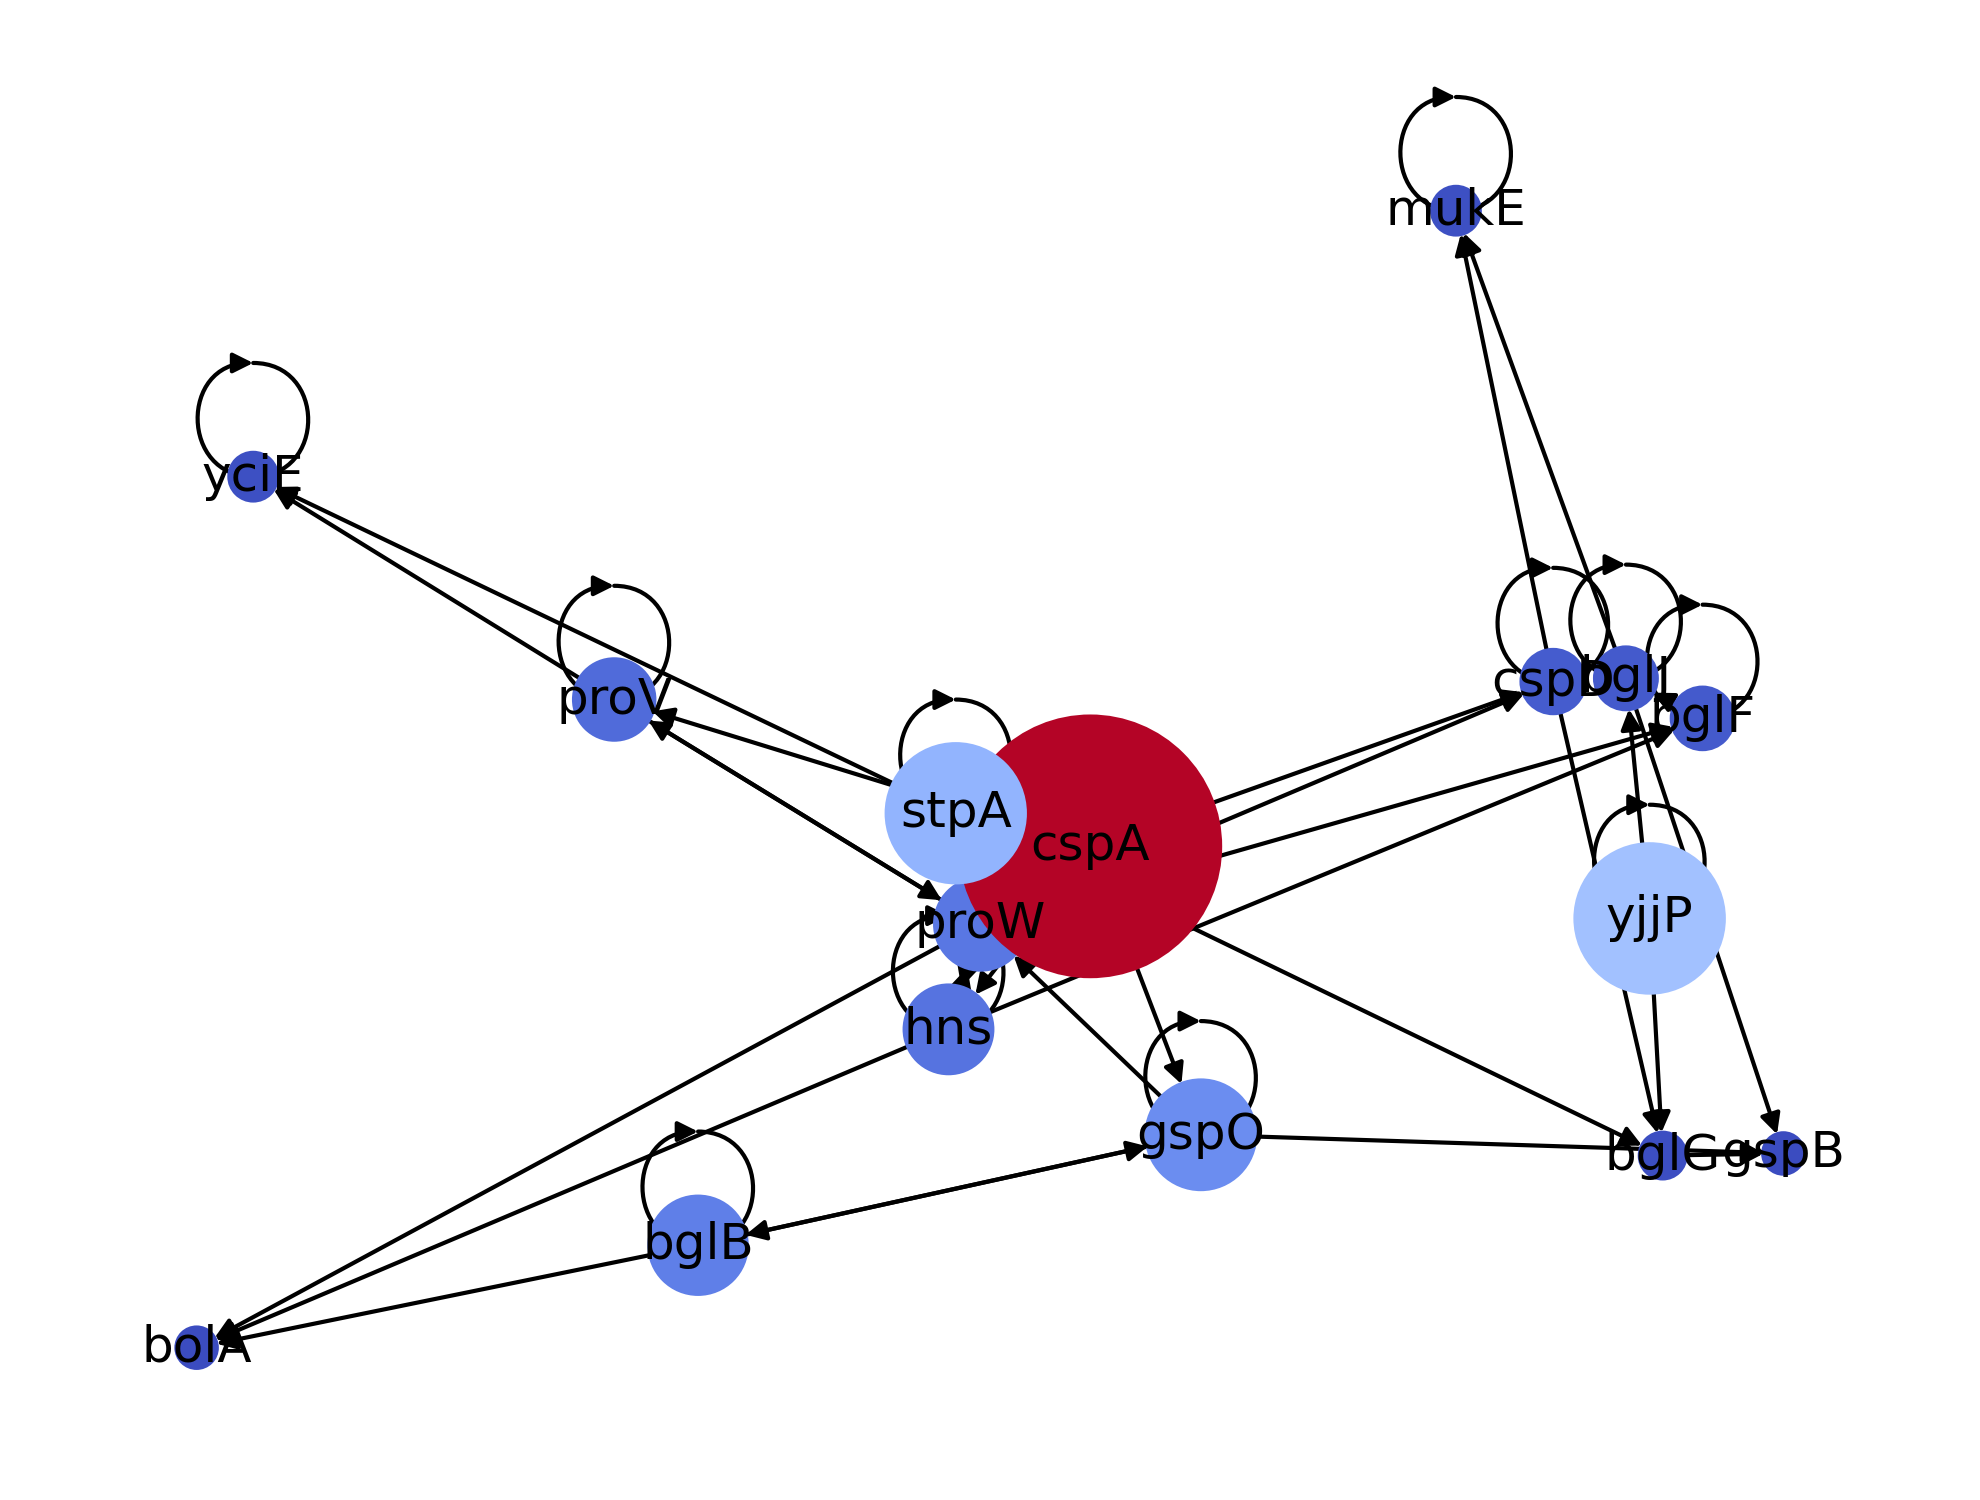 mukE
yciE
cspD
bglJ
proV
bglF
stpA
cspA
yjjP
proW
hns
gspO
bglG
gspB
bglB
bolA